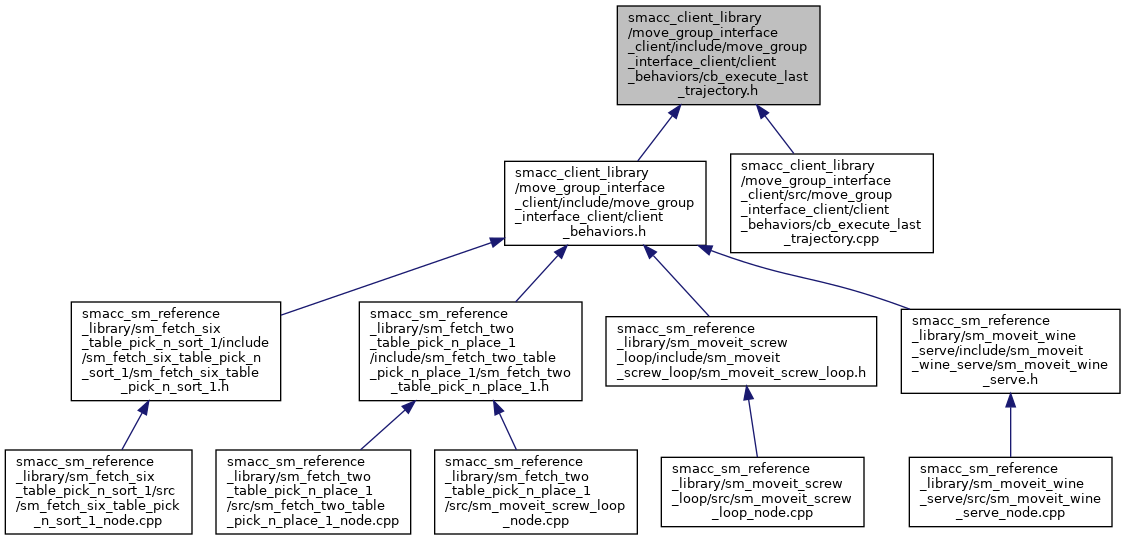 smacc_client_library
/move_group_interface
_client/include/move_group
_interface_client/client
_behaviors/cb_execute_last
_trajectory.h
smacc_client_library
/move_group_interface
_client/include/move_group
_interface_client/client
_behaviors.h
smacc_client_library
/move_group_interface
_client/src/move_group
_interface_client/client
_behaviors/cb_execute_last
_trajectory.cpp
smacc_sm_reference
_library/sm_fetch_six
_table_pick_n_sort_1/include
/sm_fetch_six_table_pick_n
_sort_1/sm_fetch_six_table
_pick_n_sort_1.h
smacc_sm_reference
_library/sm_fetch_two
_table_pick_n_place_1
/include/sm_fetch_two_table
_pick_n_place_1/sm_fetch_two
_table_pick_n_place_1.h
smacc_sm_reference
_library/sm_moveit_screw
_loop/include/sm_moveit
_screw_loop/sm_moveit_screw_loop.h
smacc_sm_reference
_library/sm_moveit_wine
_serve/include/sm_moveit
_wine_serve/sm_moveit_wine
_serve.h
smacc_sm_reference
_library/sm_fetch_six
_table_pick_n_sort_1/src
/sm_fetch_six_table_pick
_n_sort_1_node.cpp
smacc_sm_reference
_library/sm_fetch_two
_table_pick_n_place_1
/src/sm_fetch_two_table
_pick_n_place_1_node.cpp
smacc_sm_reference
_library/sm_fetch_two
_table_pick_n_place_1
/src/sm_moveit_screw_loop
_node.cpp
smacc_sm_reference
_library/sm_moveit_screw
_loop/src/sm_moveit_screw
_loop_node.cpp
smacc_sm_reference
_library/sm_moveit_wine
_serve/src/sm_moveit_wine
_serve_node.cpp